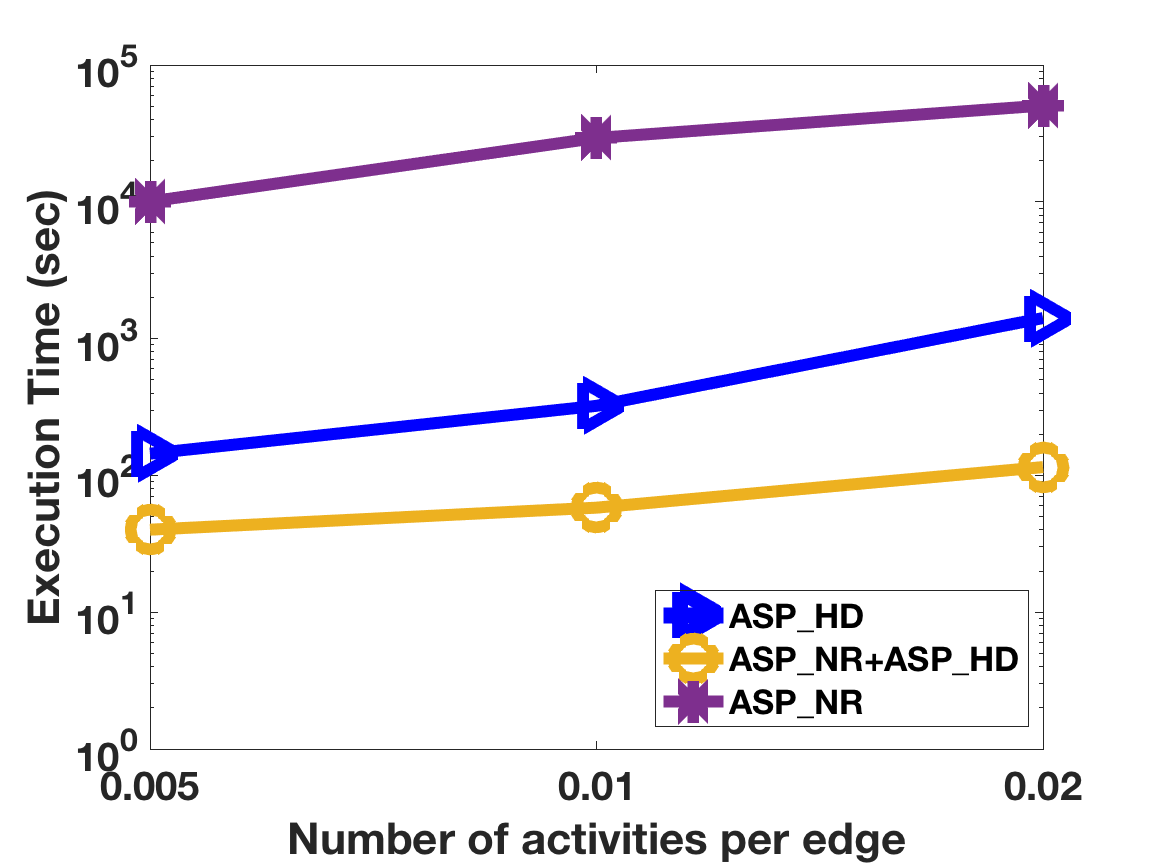 10^5
10^4
10^3
10^2
10^1
10^0
Execution Time (sec)
0.005 0.01 0.02
Number of activities per edge
ASP_HD
ASP_NR+ASP_HD
ASP_NR